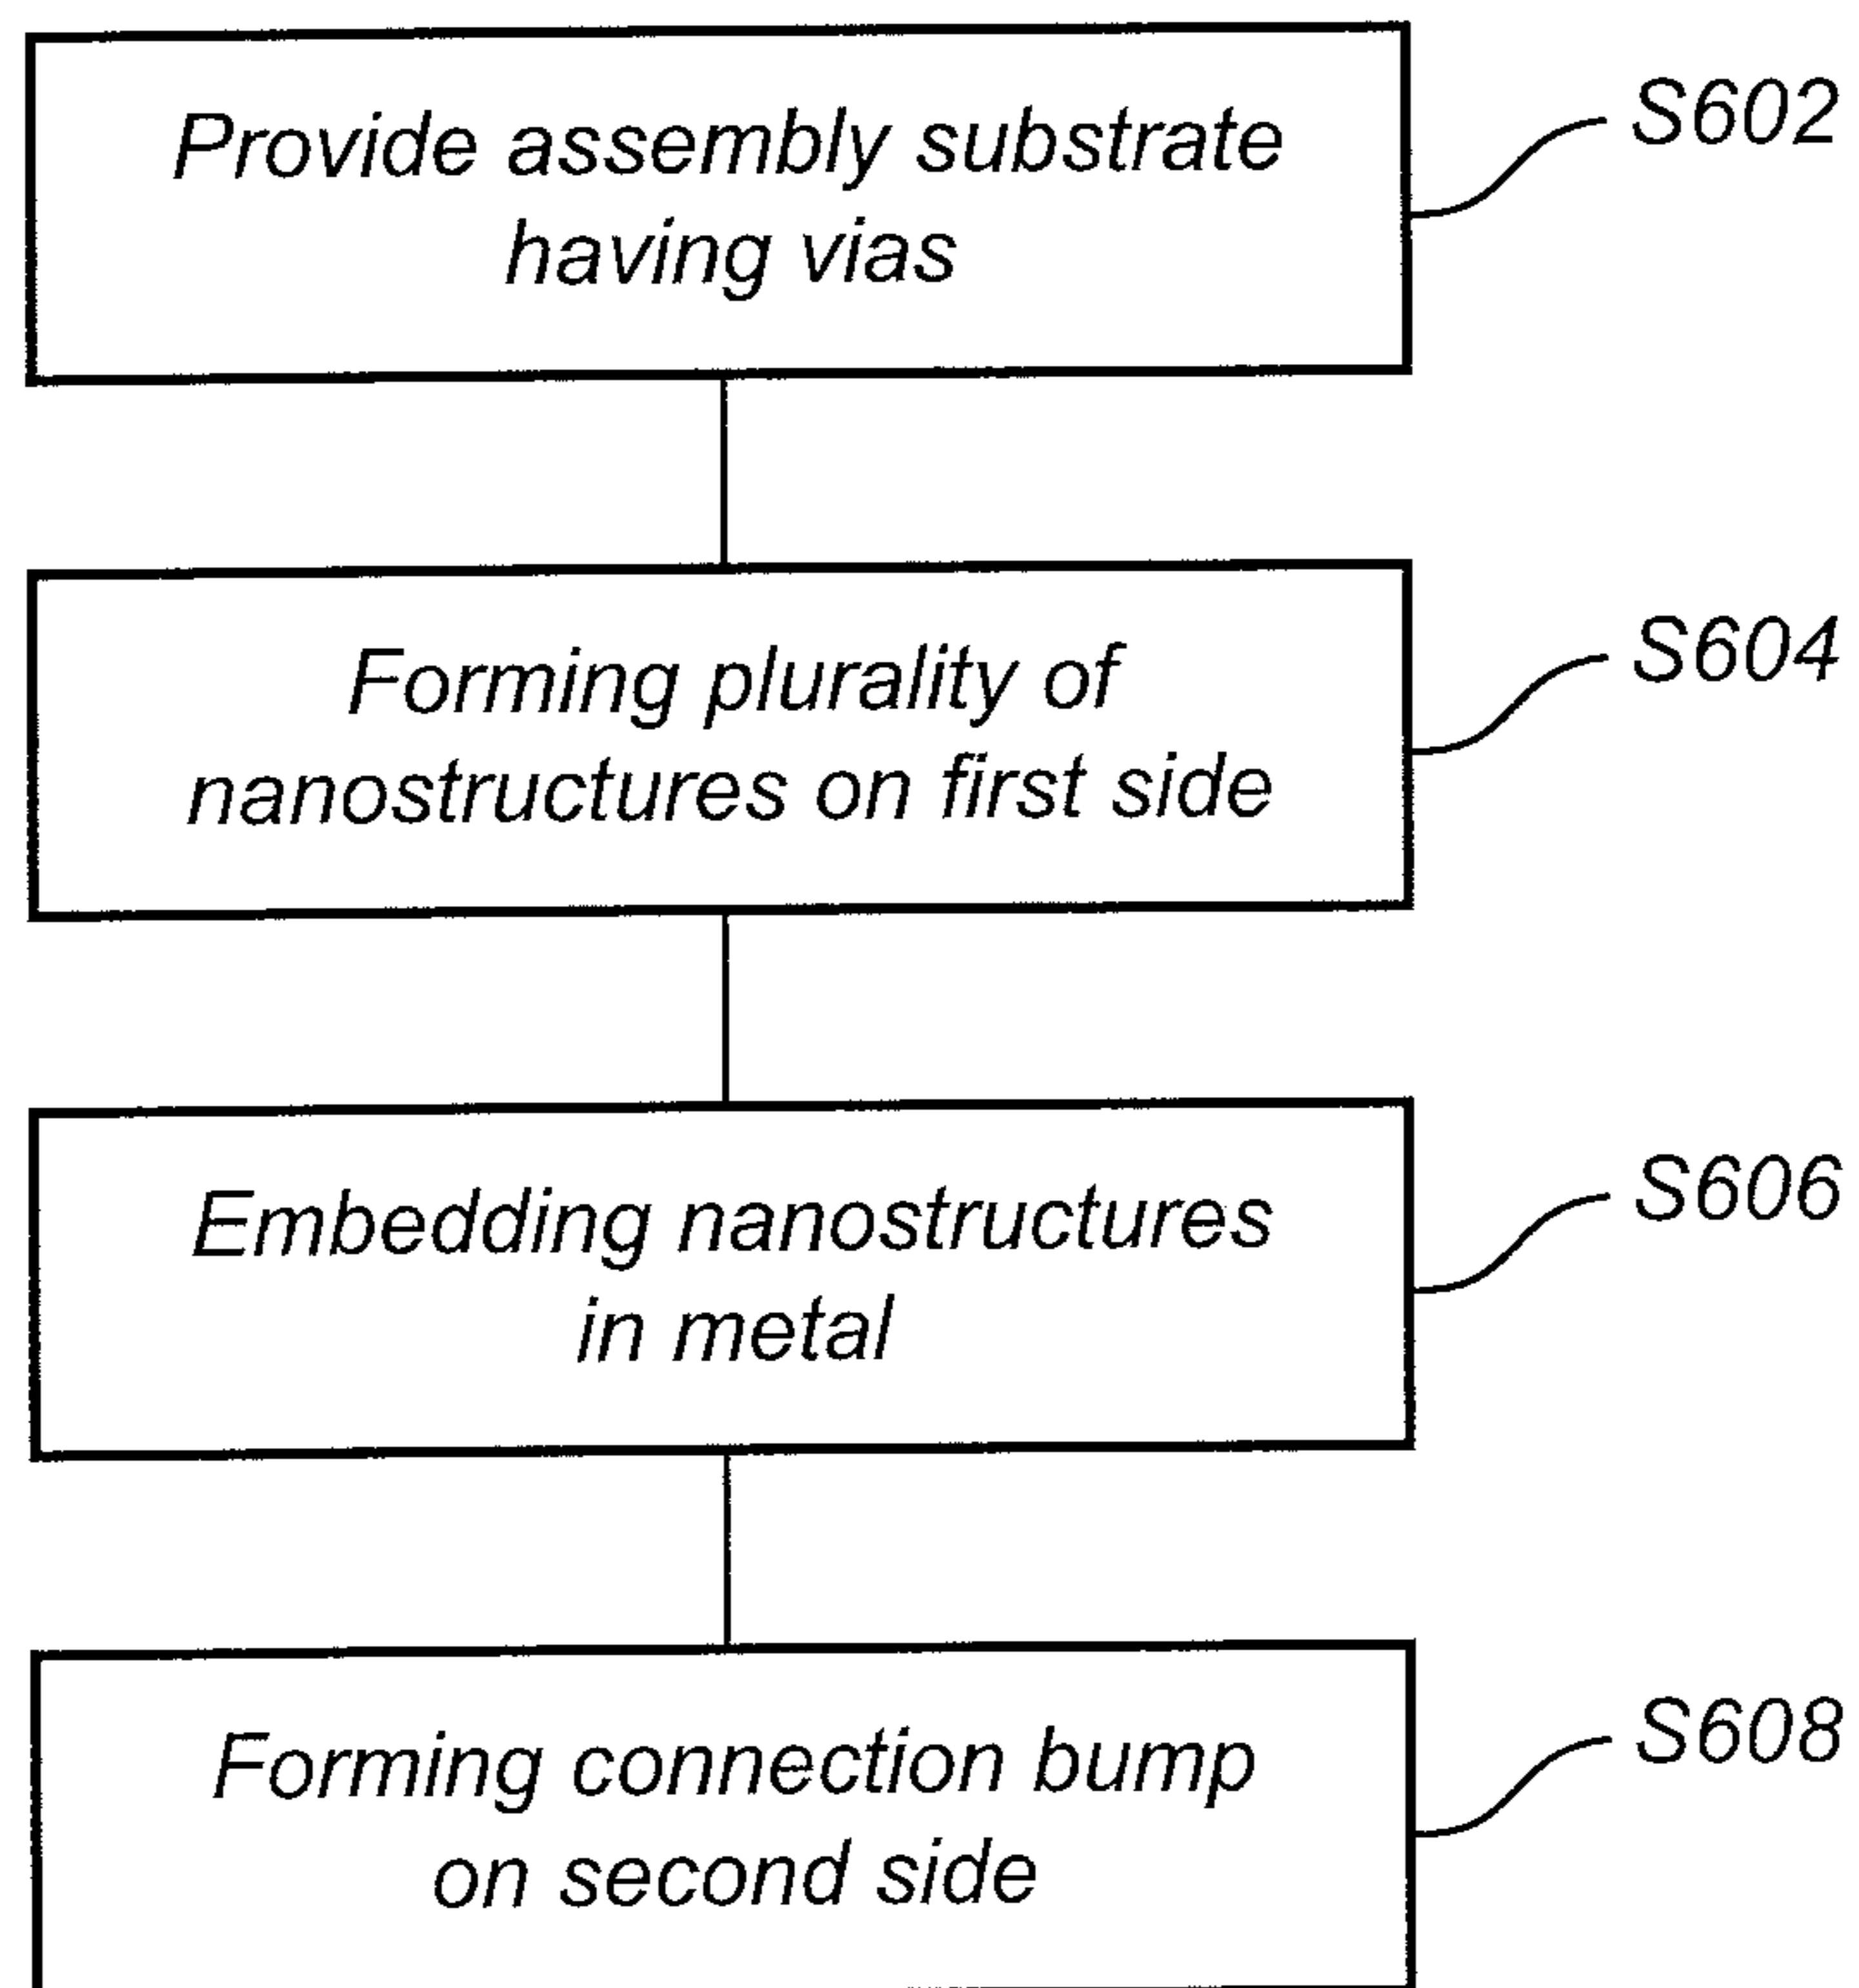 Provide assembly substrate
having vias
S602
Forming plurality of
nanostructures on first side
S604
Embedding nanostructures
in metal
S606
Forming connection bump
on second side
S608